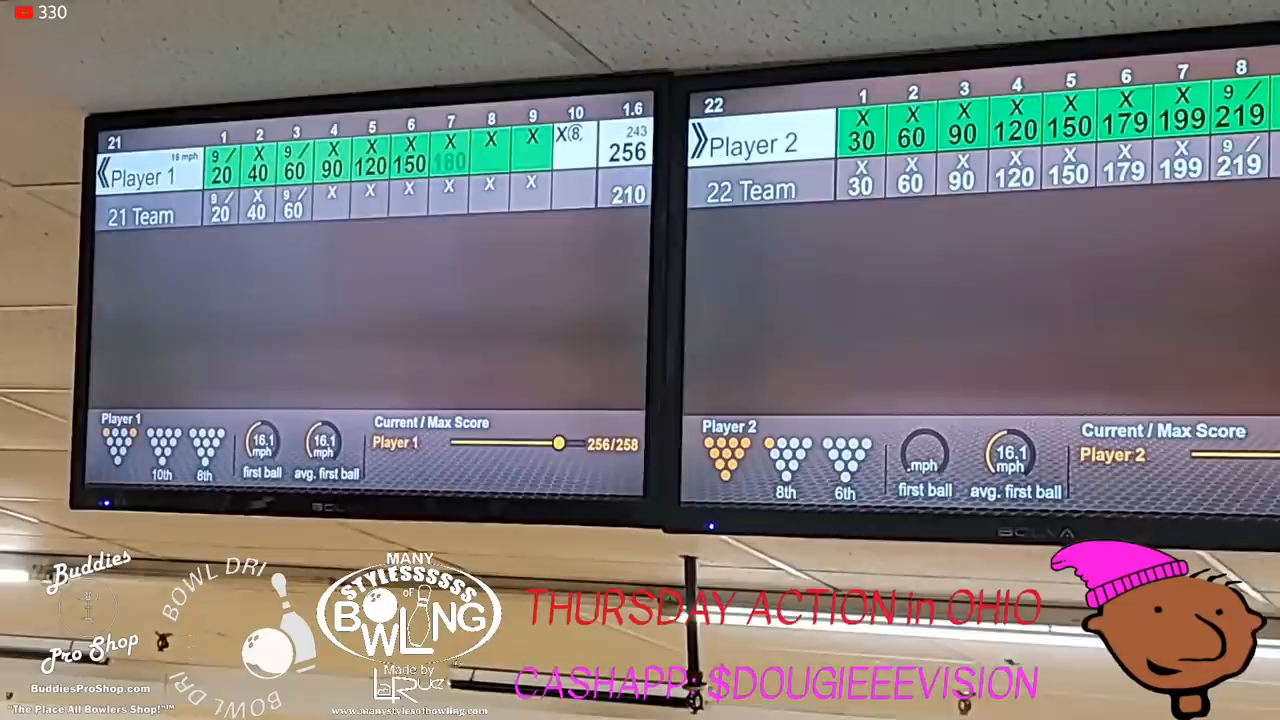 330
21 1 2 3 4 5 6 7 8 9 10 1.6
16 mph
Player 1 9 / X 9 / X X X X X X X(8, 243
20 40 60 90 120 150 180 256
21 Team 9 / X 9 / X X X X X X 210
20 40 60
Player 1
10th 8th
16.1 mph first ball
16.1 mph avg. first ball
Current / Max Score
Player 1 256/258
22 1 2 3 4 5 6 7 8
Player 2 X X X X X X X 9 /
30 60 90 120 150 179 199 219
22 Team X X X X X X X 9 /
30 60 90 120 150 179 199 219
Player 2
8th 6th
.mph first ball
16.1 mph avg. first ball
Current / Max Score
Player 2
BOLVA
Buddies
Pro Shop
BuddiesProShop.com
"The Place All Bowlers Shop!"™
BOWL DRI
BOWL DRI
MANY
STYLESSSSSS
OF
BOWLING
Made by
LaRue
www.manystylesofbowling.com
THURSDAY ACTION in OHIO
CASHAPP: $DOUGIEEEVISION